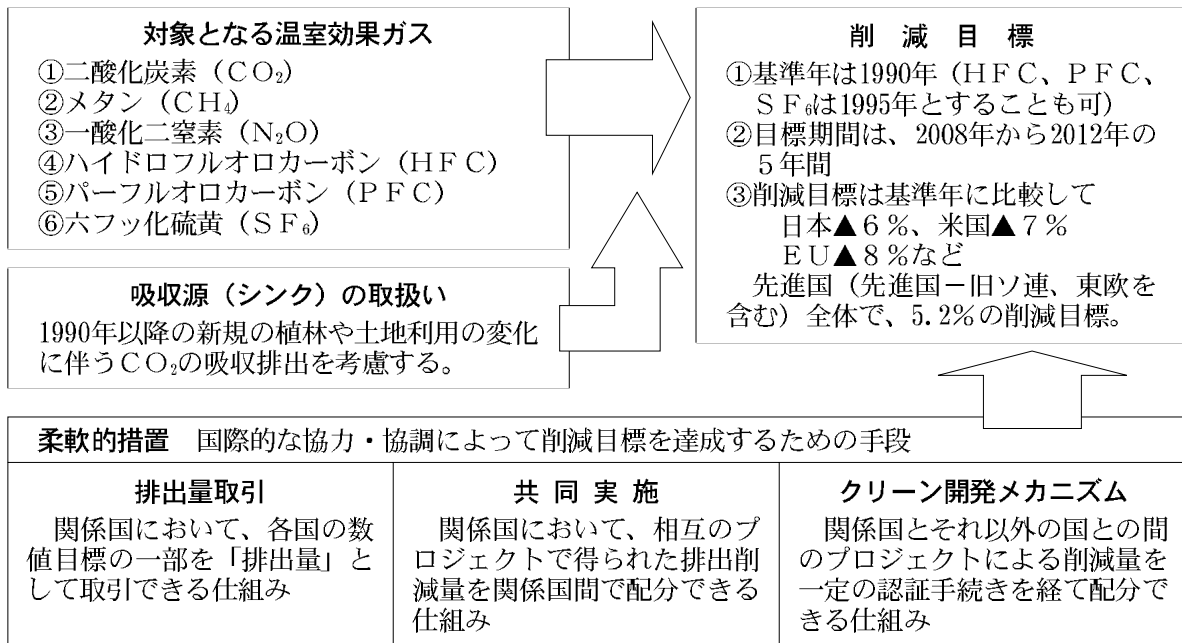 対象となる温室効果ガス
①二酸化炭素（ＣＯ₂）
②メタン（ＣＨ₄）
③一酸化二窒素（Ｎ₂Ｏ）
④ハイドロフルオロカーボン（ＨＦＣ）
⑤パーフルオロカーボン（ＰＦＣ）
⑥六フッ化硫黄（ＳＦ₆）
吸収源（シンク）の取扱い
1990年以降の新規の植林や土地利用の変化
に伴うＣＯ₂の吸収排出を考慮する。
削減目標
①基準年は1990年（ＨＦＣ、ＰＦＣ、
ＳＦ₆は1995年とすることも可）
②目標期間は、2008年から2012年の
５年間
③削減目標は基準年に比較して
日本▲６％、米国▲７％
ＥＵ▲８％など
先進国（先進国－旧ソ連、東欧を
含む）全体で、5.2％の削減目標。
柔軟的措置　国際的な協力・協調によって削減目標を達成するための手段
排出量取引
関係国において、各国の数
値目標の一部を「排出量」と
して取引できる仕組み
共同実施
関係国において、相互のプ
ロジェクトで得られた排出削
減量を関係国間で配分できる
仕組み
クリーン開発メカニズム
関係国とそれ以外の国との間
のプロジェクトによる削減量を
一定の認証手続きを経て配分で
きる仕組み